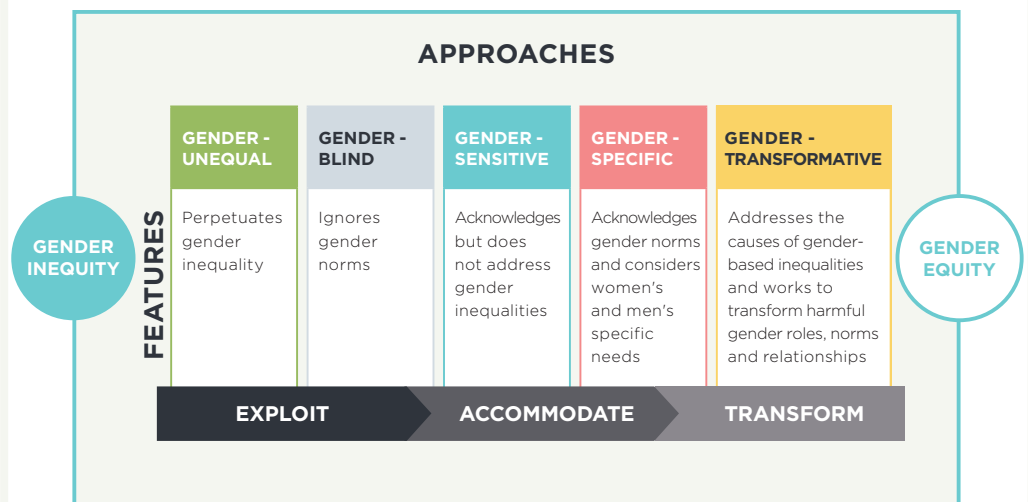 APPROACHES
GENDER -
UNEQUAL
GENDER -
BLIND
GENDER -
SENSITIVE
GENDER -
SPECIFIC
GENDER -
TRANSFORMATIVE
GENDER
INEQUITY
FEATURES
Perpetuates
gender
inequality
Ignores
gender
norms
Acknowledges
but does
not address
gender
inequalities
Acknowledges
gender norms
and considers
women's
and men's
specific
needs
Addresses the
causes of gender-
based inequalities
and works to
transform harmful
gender roles, norms
and relationships
GENDER
EQUITY
EXPLOIT
ACCOMMODATE
TRANSFORM